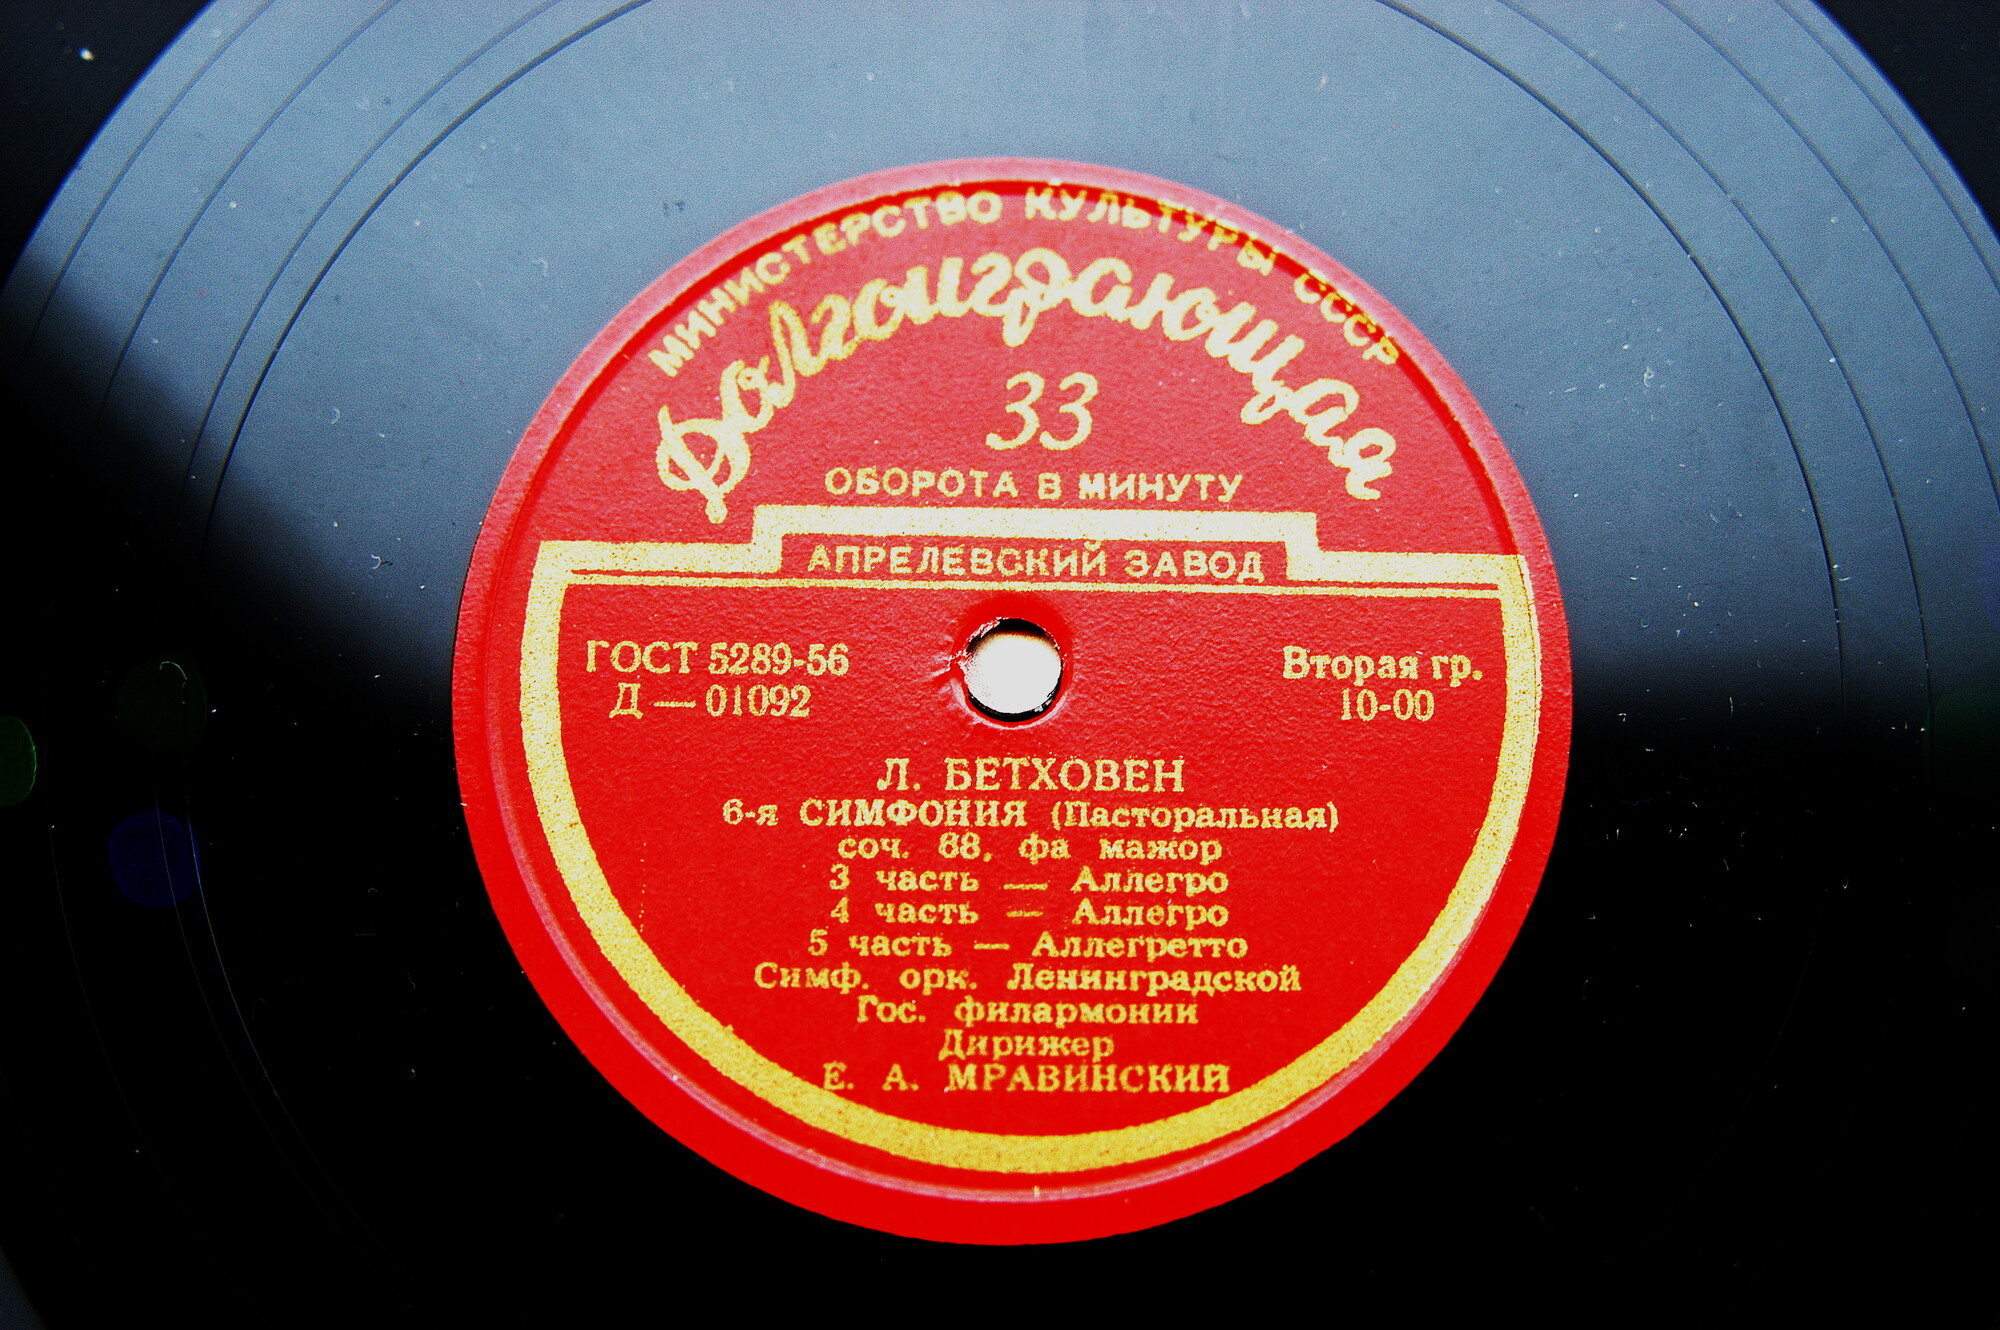 МИНИСТЕРСТВО КУЛЬТУРЫ СССР
Долгоиграющая
33
ОБОРОТА В МИНУТУ
АПРЕЛЕВСКИЙ ЗАВОД
ГОСТ 5289-56
Д — 01092
Вторая гр.
10-00
Л. БЕТХОВЕН
6-я СИМФОНИЯ (Пасторальная)
соч. 68, фа мажор
3 часть — Аллегро
4 часть — Аллегро
5 часть — Аллегретто
Симф. орк. Ленинградской
Гос. филармонии
Дирижер
Е. А. МРАВИНСКИЙ